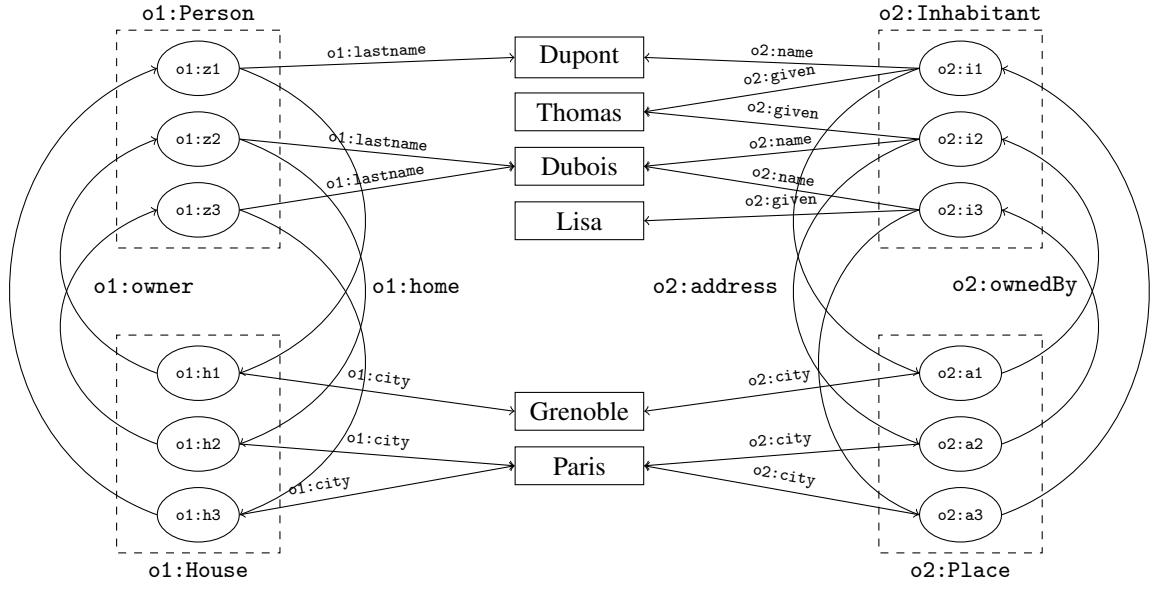 o1:Person
o2:Inhabitant
o1:z1
o1:lastname
Dupont
o2:name
o2:i1
o2:given
Thomas
o2:given
o1:z2
o1:lastname
o2:name
o2:i2
Dubois
o1:lastname
o2:name
o1:z3
o2:given
o2:i3
Lisa
o1:owner
o1:home
o2:address
o2:ownedBy
o1:h1
o1:city
o2:city
o2:a1
Grenoble
o1:h2
o1:city
o2:city
o2:a2
Paris
o1:city
o2:city
o1:h3
o2:a3
o1:House
o2:Place